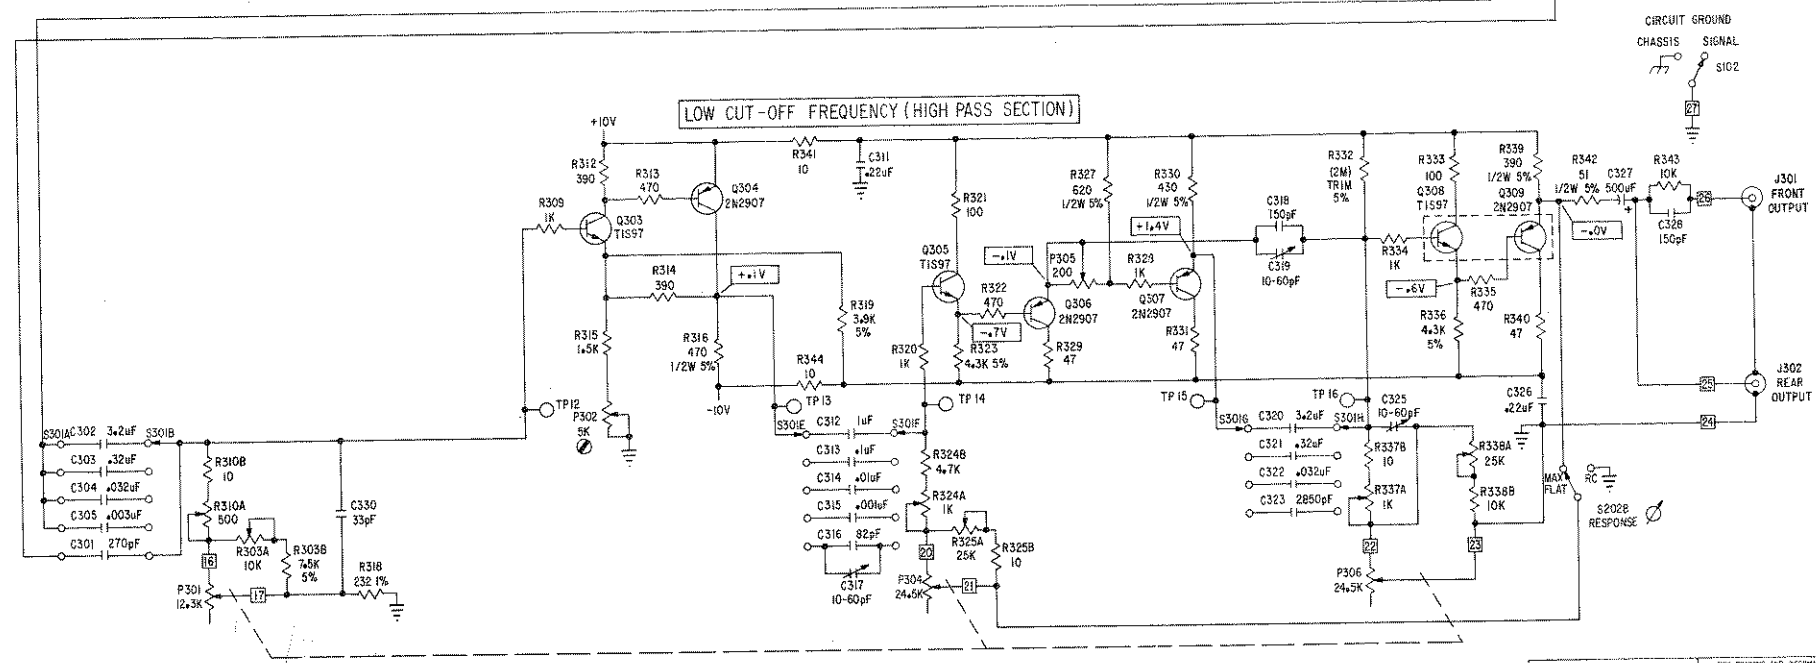 CIRCUIT GROUND
CHASSIS SIGNAL
S102
27
LOW CUT-OFF FREQUENCY (HIGH PASS SECTION)
+10V
R312
390
R313
470
Q304
2N2907
R341
10
C311
.22uF
R309
1K
Q303
TIS97
R314
390
+.1V
R315
1.5K
R316
470
1/2W 5%
R319
3.9K
5%
R344
10
-10V
TP12
P302
5K
TP13
R321
100
Q305
TIS97
R322
470
-.7V
R320
1K
R323
4.3K 5%
-.1V
Q306
2N2907
R329
47
TP14
R327
620
1/2W 5%
R330
430
1/2W 5%
+1.4V
P305
200
R328
1K
Q307
2N2907
R331
47
TP15
C318
150pF
C319
10-60pF
R332
(2M)
TRIM
5%
R333
100
Q308
TIS97
R334
1K
-.6V
R335
470
R336
4.3K
5%
R339
390
1/2W 5%
Q309
2N2907
R340
47
R342
51
1/2W 5%
C327
500uF
+
-.0V
R343
10K
C328
150pF
26
J301
FRONT
OUTPUT
J302
REAR
OUTPUT
25
24
TP16
C325
10-60pF
C326
.22uF
S301A
C302 3.2uF
S301B
C303 .32uF
C304 .032uF
C305 .003uF
C301 270pF
R310B
10
R310A
500
16
R303A
10K
R303B
7.5K
5%
C330
33pF
P301
12.3K
17
R318
232 1%
S301E
C312 1uF
S301F
C313 .1uF
C314 .01uF
C315 .001uF
C316 82pF
C317
10-60pF
R324B
4.7K
R324A
1K
20
R325A
25K
R325B
10
P304
24.5K
21
S301G
C320 3.2uF
S301H
C321 .32uF
C322 .032uF
C323 2850pF
R337B
10
R337A
1K
22
P306
24.5K
R338A
25K
R338B
10K
23
MAX
FLAT
RC
S202B
RESPONSE